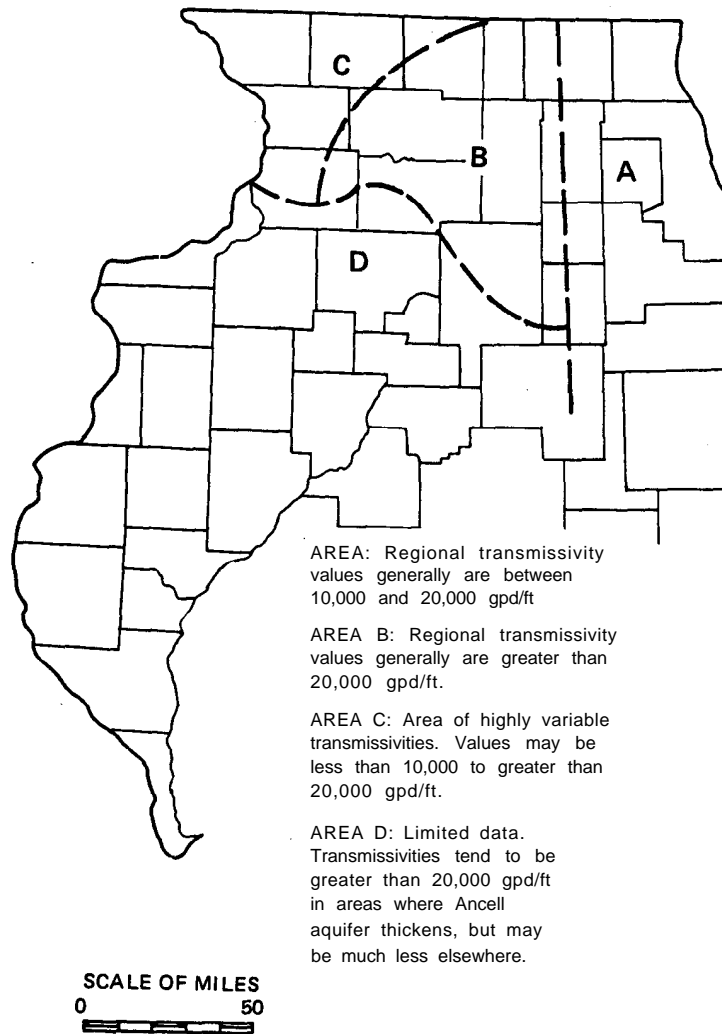 C
B
A
D
AREA: Regional transmissivity
values generally are between
10,000 and 20,000 gpd/ft
AREA B: Regional transmissivity
values generally are greater than
20,000 gpd/ft.
AREA C: Area of highly variable
transmissivities. Values may be
less than 10,000 to greater than
20,000 gpd/ft.
AREA D: Limited data.
Transmissivities tend to be
greater than 20,000 gpd/ft
in areas where Ancell
aquifer thickens, but may
be much less elsewhere.
SCALE OF MILES
0 50